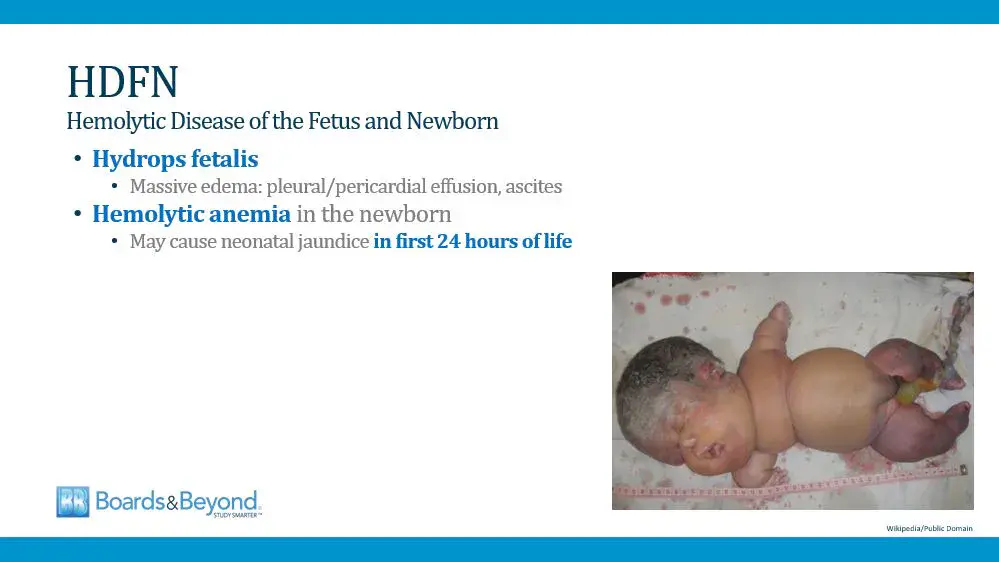 HDFN
Hemolytic Disease of the Fetus and Newborn
• Hydrops fetalis
• Massive edema: pleural/pericardial effusion, ascites
• Hemolytic anemia in the newborn
• May cause neonatal jaundice in first 24 hours of life
BB Boards&Beyond.
STUDY SMARTER™
Wikipedia/Public Domain